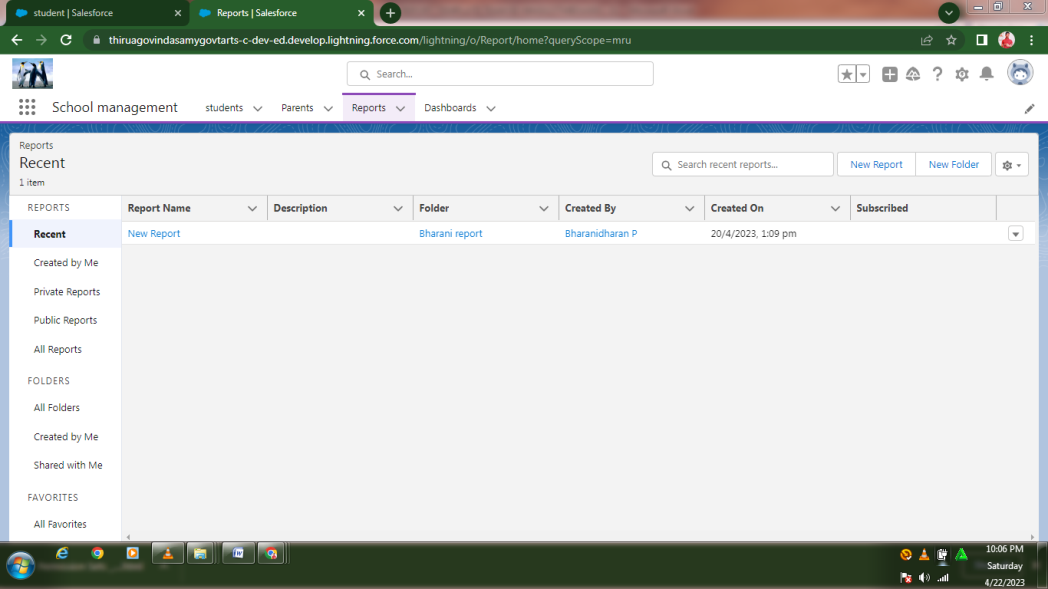 student | Salesforce
Reports | Salesforce
thiruagovindasamygovtarts-c-dev-ed.develop.lightning.force.com/lightning/o/Report/home?queryScope=mru
Search...
School management
students
Parents
Reports
Dashboards
Reports
Recent
1 item
Search recent reports...
New Report
New Folder
REPORTS
Report Name
Description
Folder
Created By
Created On
Subscribed
Recent
New Report
Bharani report
Bharanidharan P
20/4/2023, 1:09 pm
Created by Me
Private Reports
Public Reports
All Reports
FOLDERS
All Folders
Created by Me
Shared with Me
FAVORITES
All Favorites
10:06 PM
Saturday
4/22/2023